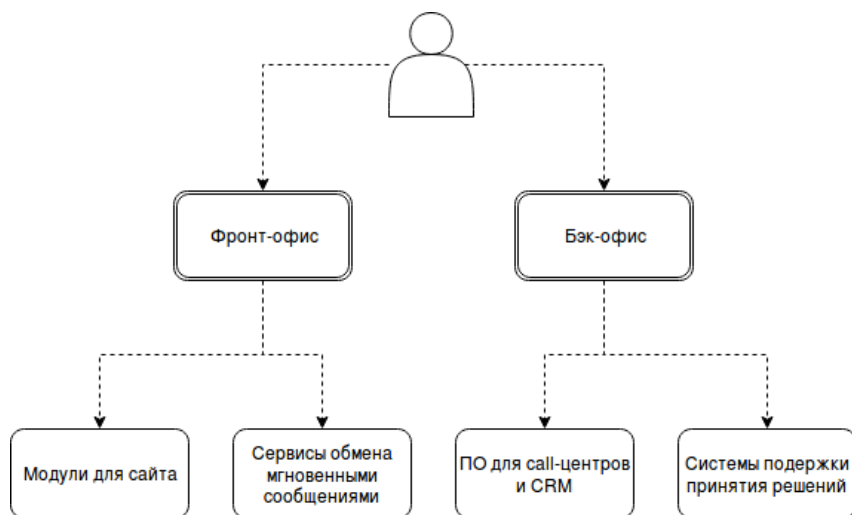 Фронт-офис
Бэк-офис
Модули для сайта
Сервисы обмена
мгновенными
сообщениями
ПО для call-центров
и CRM
Системы подержки
принятия решений